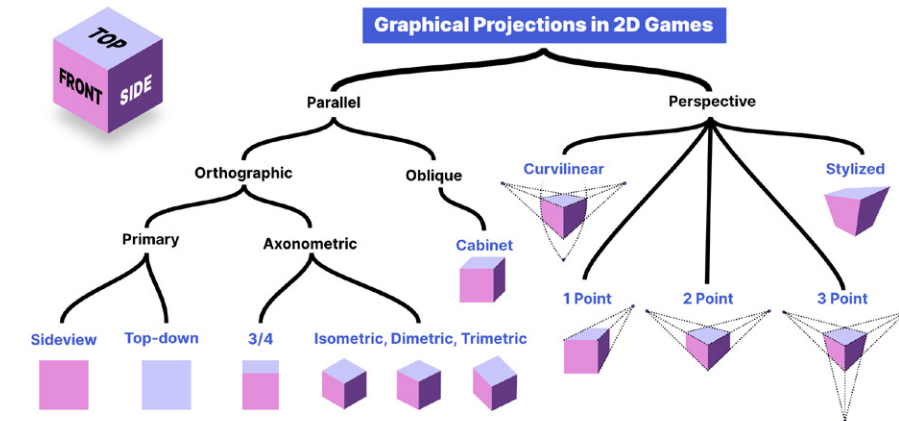 Graphical Projections in 2D Games
TOP
FRONT
SIDE
Parallel
Perspective
Orthographic
Oblique
Curvilinear
Stylized
Primary
Axonometric
Cabinet
1 Point
2 Point
3 Point
Sideview
Top-down
3/4
Isometric, Dimetric, Trimetric